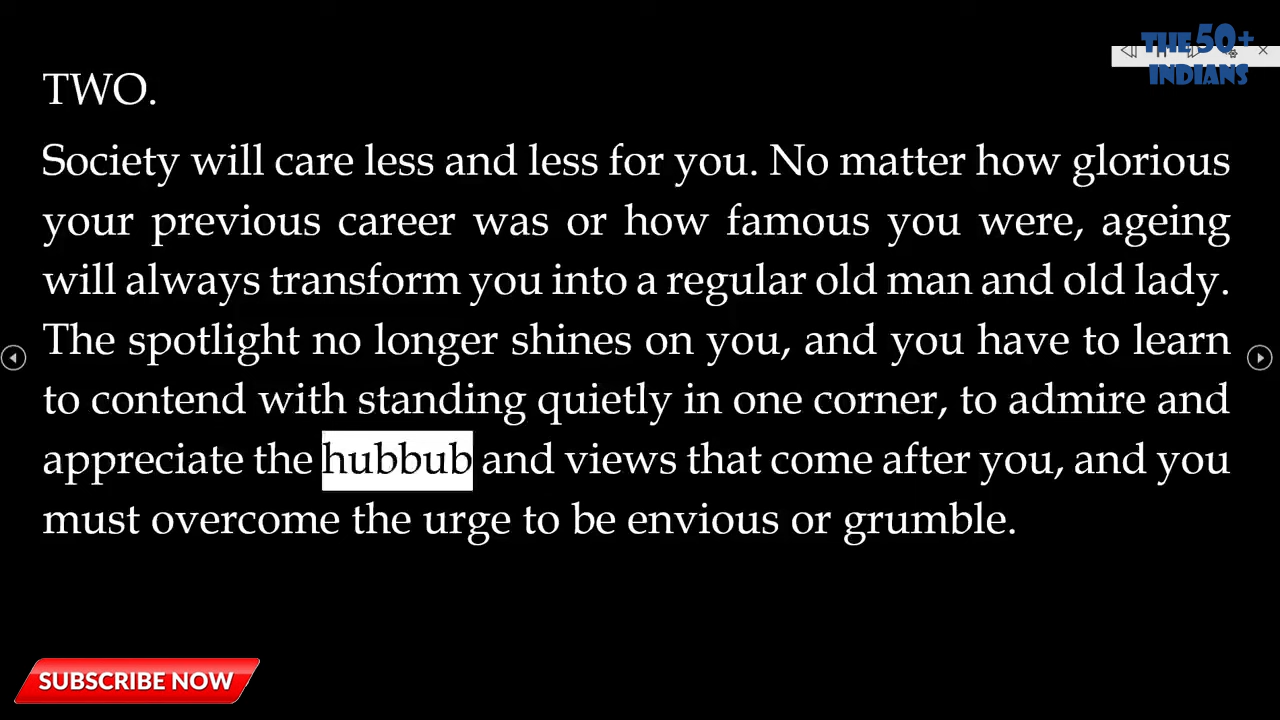 THE 50+
INDIANS
TWO.
Society will care less and less for you. No matter how glorious
your previous career was or how famous you were, ageing
will always transform you into a regular old man and old lady.
The spotlight no longer shines on you, and you have to learn
to contend with standing quietly in one corner, to admire and
appreciate the hubbub and views that come after you, and you
must overcome the urge to be envious or grumble.
SUBSCRIBE NOW